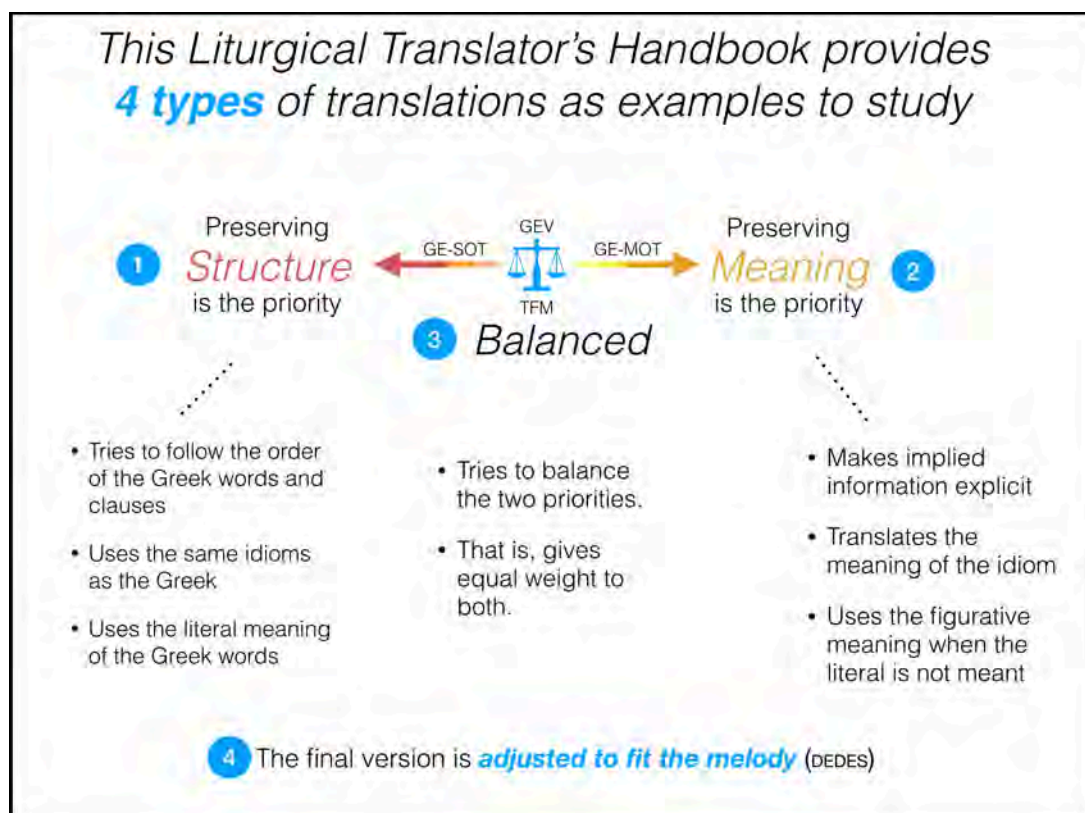 This Liturgical Translator's Handbook provides
4 types of translations as examples to study
1
Preserving
Structure
is the priority
GE-SOT
GEV
TFM
GE-MOT
Preserving
Meaning
is the priority
2
3 Balanced
• Tries to follow the order
of the Greek words and
clauses
• Uses the same idioms
as the Greek
• Uses the literal meaning
of the Greek words
• Tries to balance
the two priorities.
• That is, gives
equal weight to
both.
• Makes implied
information explicit
• Translates the
meaning of the idiom
• Uses the figurative
meaning when the
literal is not meant
4 The final version is adjusted to fit the melody (DEDES)